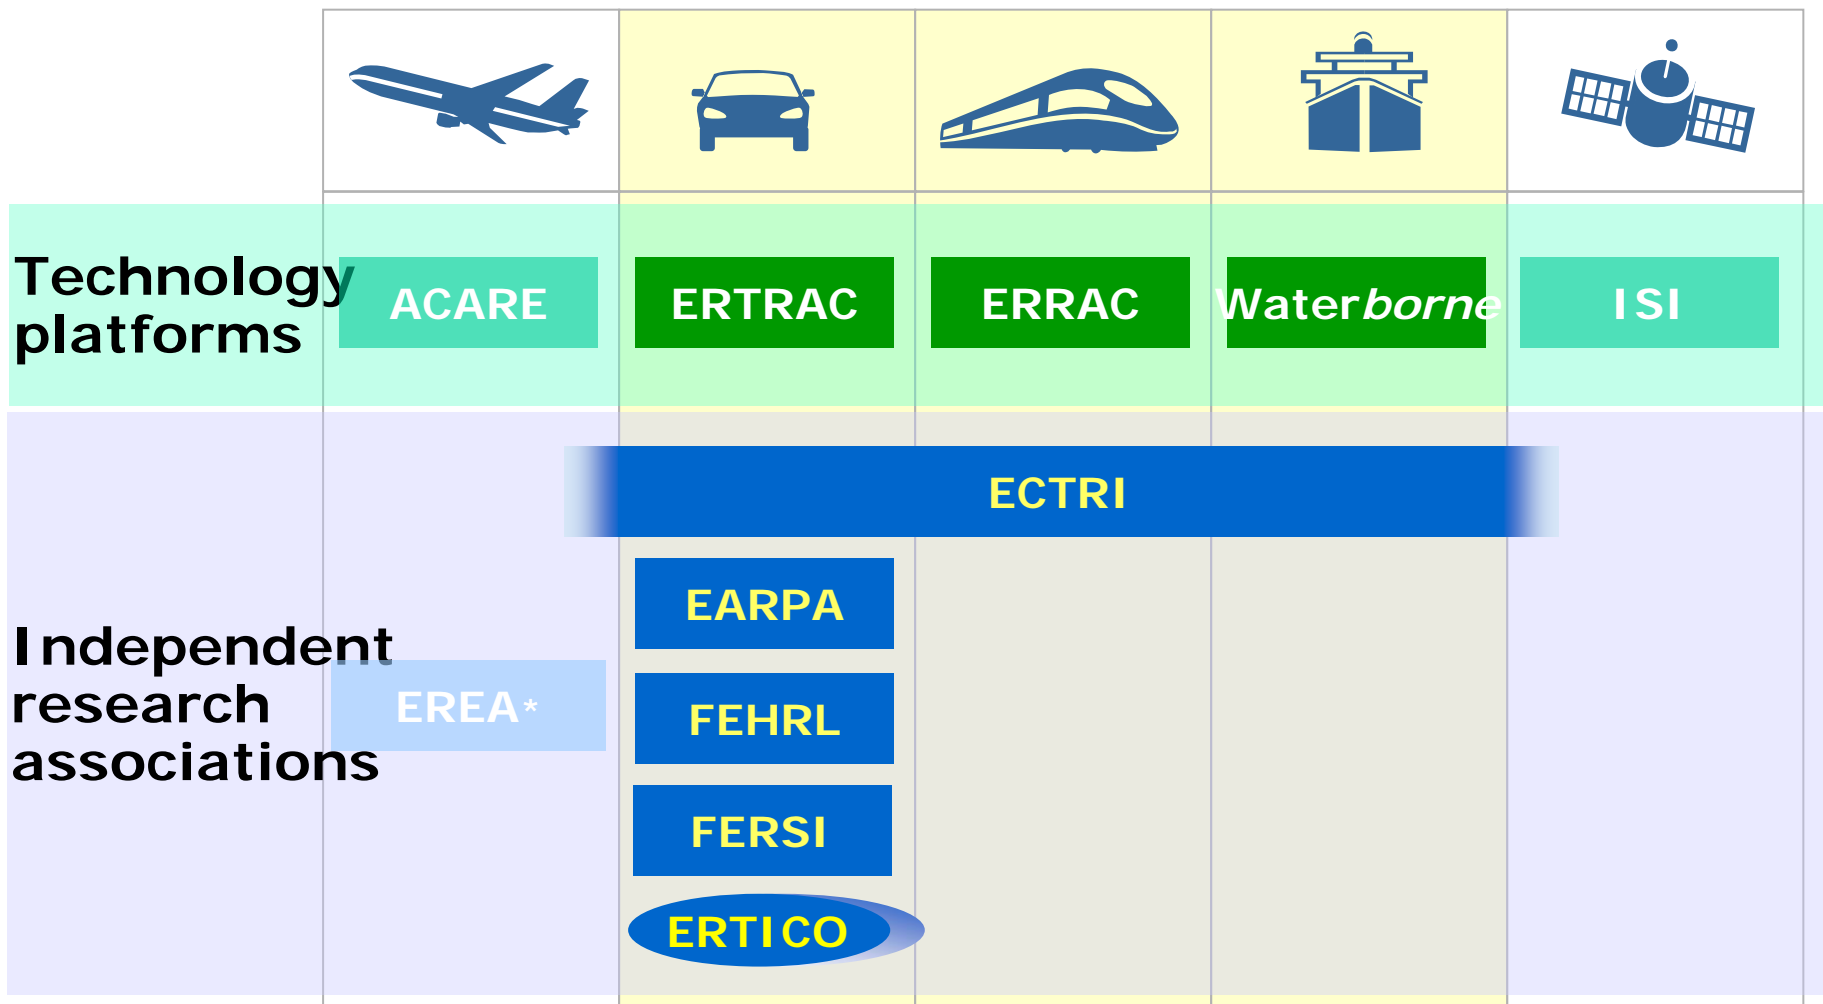 Technology
platforms
ACARE
ERTRAC
ERRAC
Waterborne
ISI
ECTRI
EARPA
Independent
research
associations
EREA*
FEHRL
FERSI
ERTICO